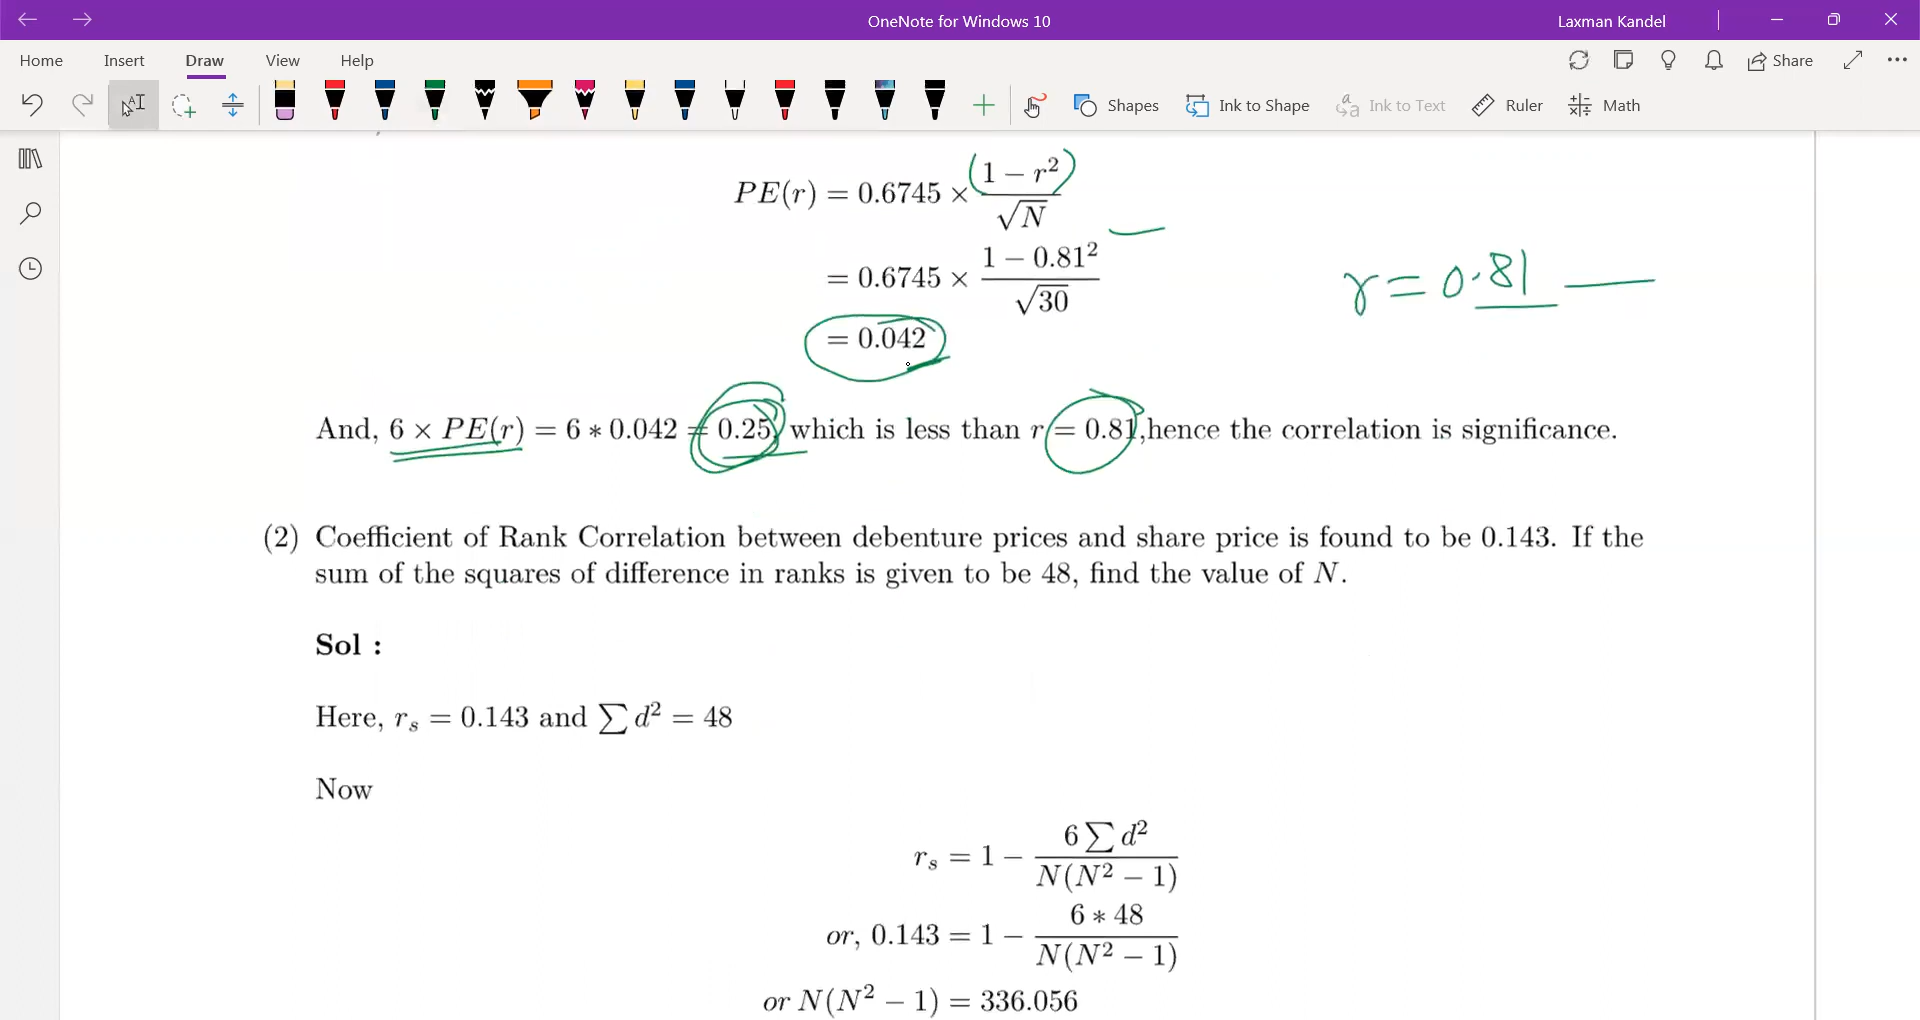 OneNote for Windows 10
Laxman Kandel
Home Insert Draw View Help
Share
Shapes Ink to Shape Ink to Text Ruler Math
PE(r) = 0.6745 × (1 − r²) / √N
= 0.6745 × (1 − 0.81²) / √30
r = 0.81
= 0.042
And, 6 × PE(r) = 6 ∗ 0.042 = 0.25, which is less than r = 0.81,hence the correlation is significance.
(2) Coefficient of Rank Correlation between debenture prices and share price is found to be 0.143. If the
sum of the squares of difference in ranks is given to be 48, find the value of N.
Sol :
Here, rₛ = 0.143 and ∑ d² = 48
Now
rₛ = 1 − 6 ∑ d² / N(N² − 1)
or, 0.143 = 1 − 6 ∗ 48 / N(N² − 1)
or N(N² − 1) = 336.056